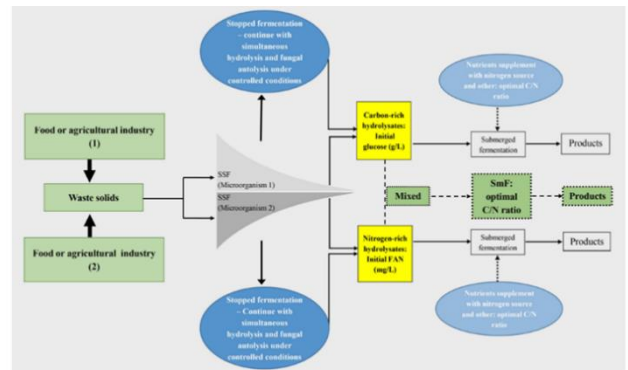 Stopped fermentation
– continue with
simultaneous
hydrolysis and fungal
autolysis under
controlled conditions
Nutrients supplement
with nitrogen source
and other: optimal C/N
ratio
Food or agricultural industry
(1)
Carbon-rich
hydrolysates:
Initial
glucose (g/L)
Submerged
fermentation
Products
SSF
(Microorganism 1)
Waste solids
SSF
(Microorganism 2)
Mixed
SmF:
optimal
C/N ratio
Products
Food or agricultural industry
(2)
Nitrogen-rich
hydrolysates:
Initial FAN
(mg/L)
Submerged
fermentation
Products
Stopped fermentation
– Continue with
simultaneous
hydrolysis and fungal
autolysis under
controlled conditions
Nutrients supplement
with nitrogen source
and other: optimal C/N
ratio